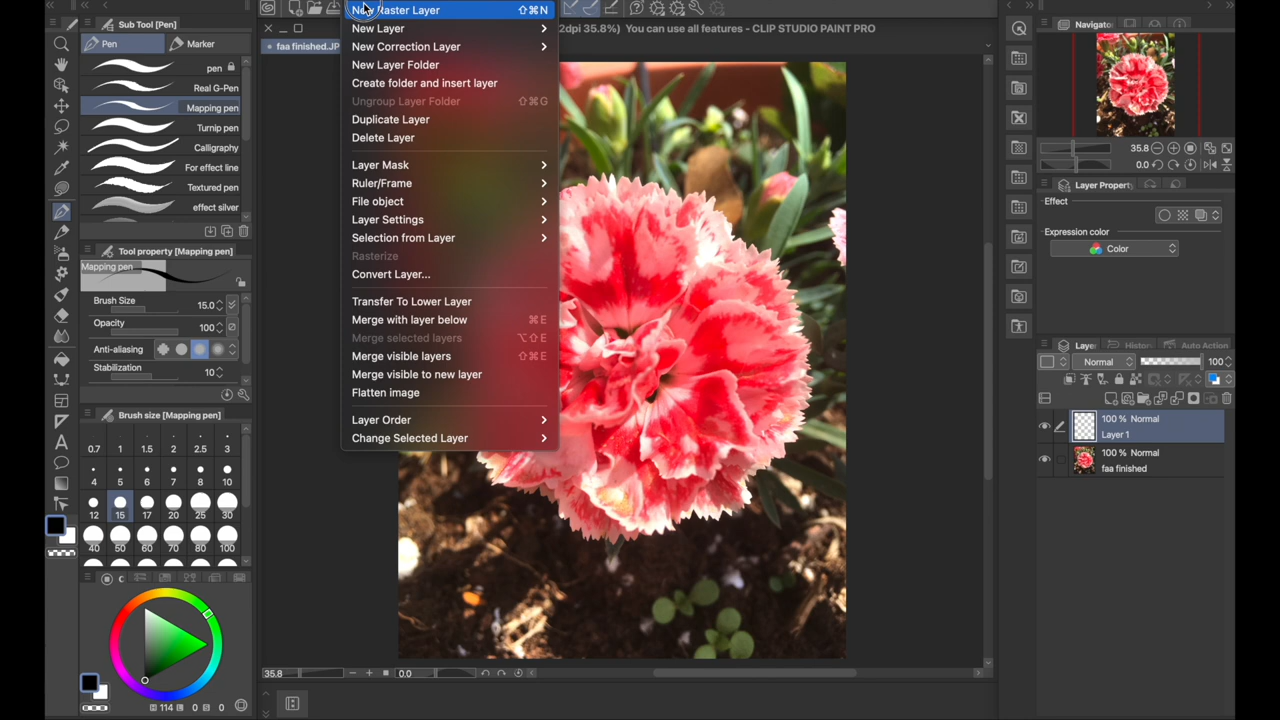 Sub Tool [Pen]
Pen
Marker
pen
Real G-Pen
Mapping pen
Turnip pen
Calligraphy
For effect line
Textured pen
effect silver
Tool property [Mapping pen]
Mapping pen
Brush Size 15.0
Opacity 100
Anti-aliasing
Stabilization 10
Brush size [Mapping pen]
0.7 1 1.5 2 2.5 3
4 5 6 7 8 10
12 15 17 20 25 30
40 50 60 70 80 100
C
114 0 0
Raster Layer ⇧⌘N
New Layer
New Correction Layer
New Layer Folder
Create folder and insert layer
Ungroup Layer Folder ⇧⌘G
Duplicate Layer
Delete Layer
Layer Mask
Ruler/Frame
File object
Layer Settings
Selection from Layer
Rasterize
Convert Layer...
Transfer To Lower Layer
Merge with layer below ⌘E
Merge selected layers ⌥⇧E
Merge visible layers ⇧⌘E
Merge visible to new layer
Flatten image
Layer Order
Change Selected Layer
2dpi 35.8%) You can use all features - CLIP STUDIO PAINT PRO
faa finished.JP
35.8 0.0
Navigator
35.8
0.0
Layer Propert
Effect
Expression color
Color
Layer Histor Auto Action
Normal 100
100 % Normal
Layer 1
100 % Normal
faa finished